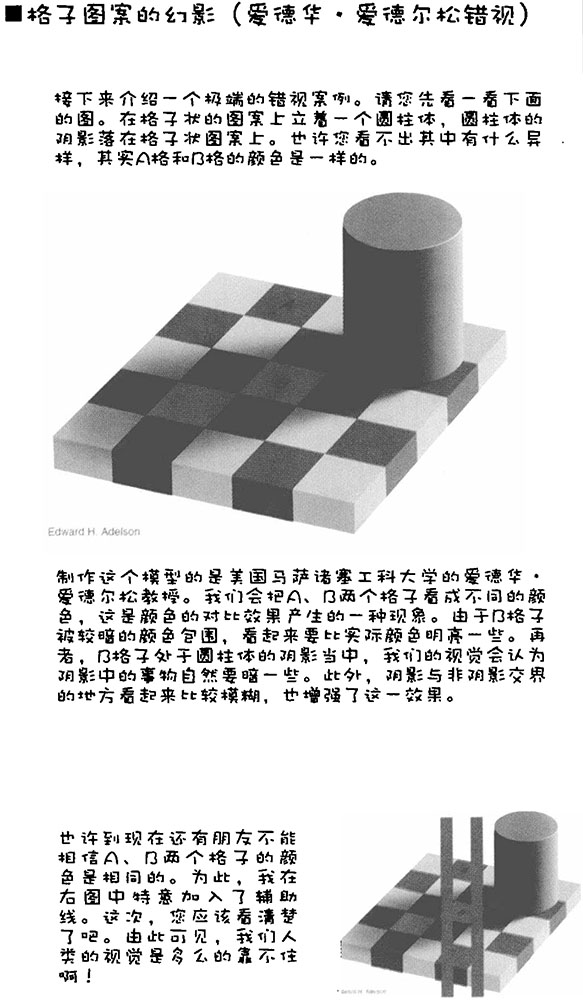 ■格子图案的幻影（爱德华·爱德尔松错视）
接下来介绍一个极端的错视案例。请您先看一看下面
的图。在格子状的图案上立着一个圆柱体，圆柱体的
阴影落在格子状图案上。也许您看不出其中有什么异
样，其实A格和B格的颜色是一样的。
Edward H. Adelson
制作这个模型的是美国马萨诸塞工科大学的爱德华·
爱德尔松教授。我们会把A、B两个格子看成不同的颜
色，这是颜色的对比效果产生的一种现象。由于B格子
被较暗的颜色包围，看起来要比实际颜色明亮一些。再
者，B格子处于圆柱体的阴影当中，我们的视觉会认为
阴影中的事物自然要暗一些。此外，阴影与非阴影交界
的地方看起来比较模糊，也增强了这一效果。
也许到现在还有朋友不能
相信A、B两个格子的颜
色是相同的。为此，我在
右图中特意加入了辅助
线。这次，您应该看清楚
了吧。由此可见，我们人
类的视觉是多么的靠不住
啊！